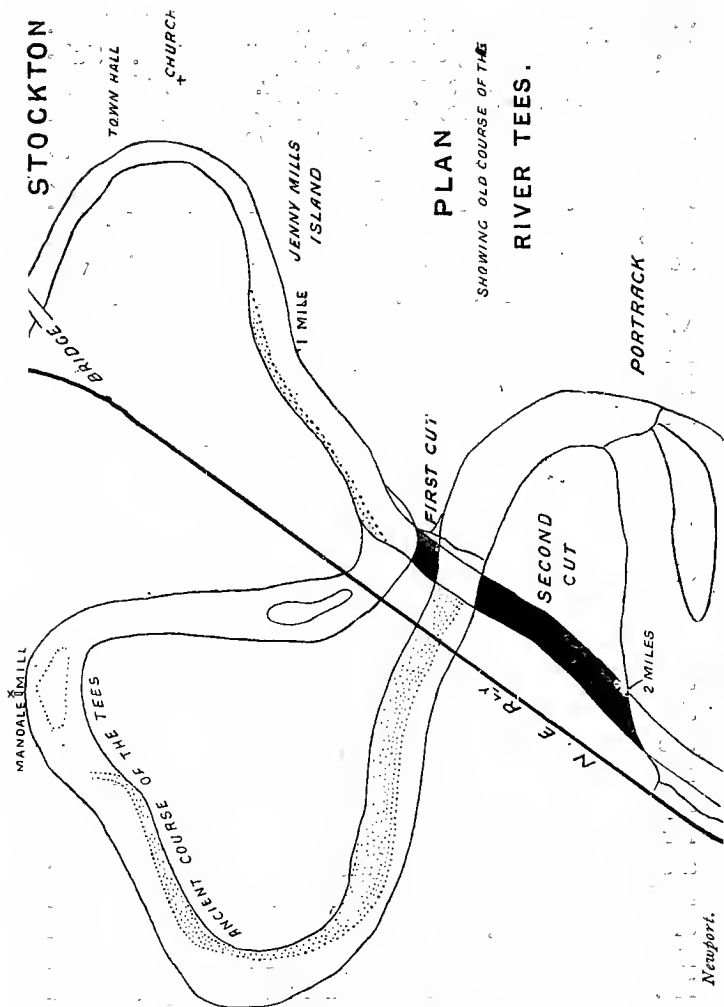 STOCKTON
TOWN HALL
CHURCH
BRIDGE
JENNY MILLS
ISLAND
1 MILE
PLAN
SHOWING OLD COURSE OF THE
RIVER TEES.
MANDALE MILL
ANCIENT COURSE OF THE TEES
FIRST CUT
SECOND
CUT
PORTRACK
N. E. RLY
2 MILES
Newport.